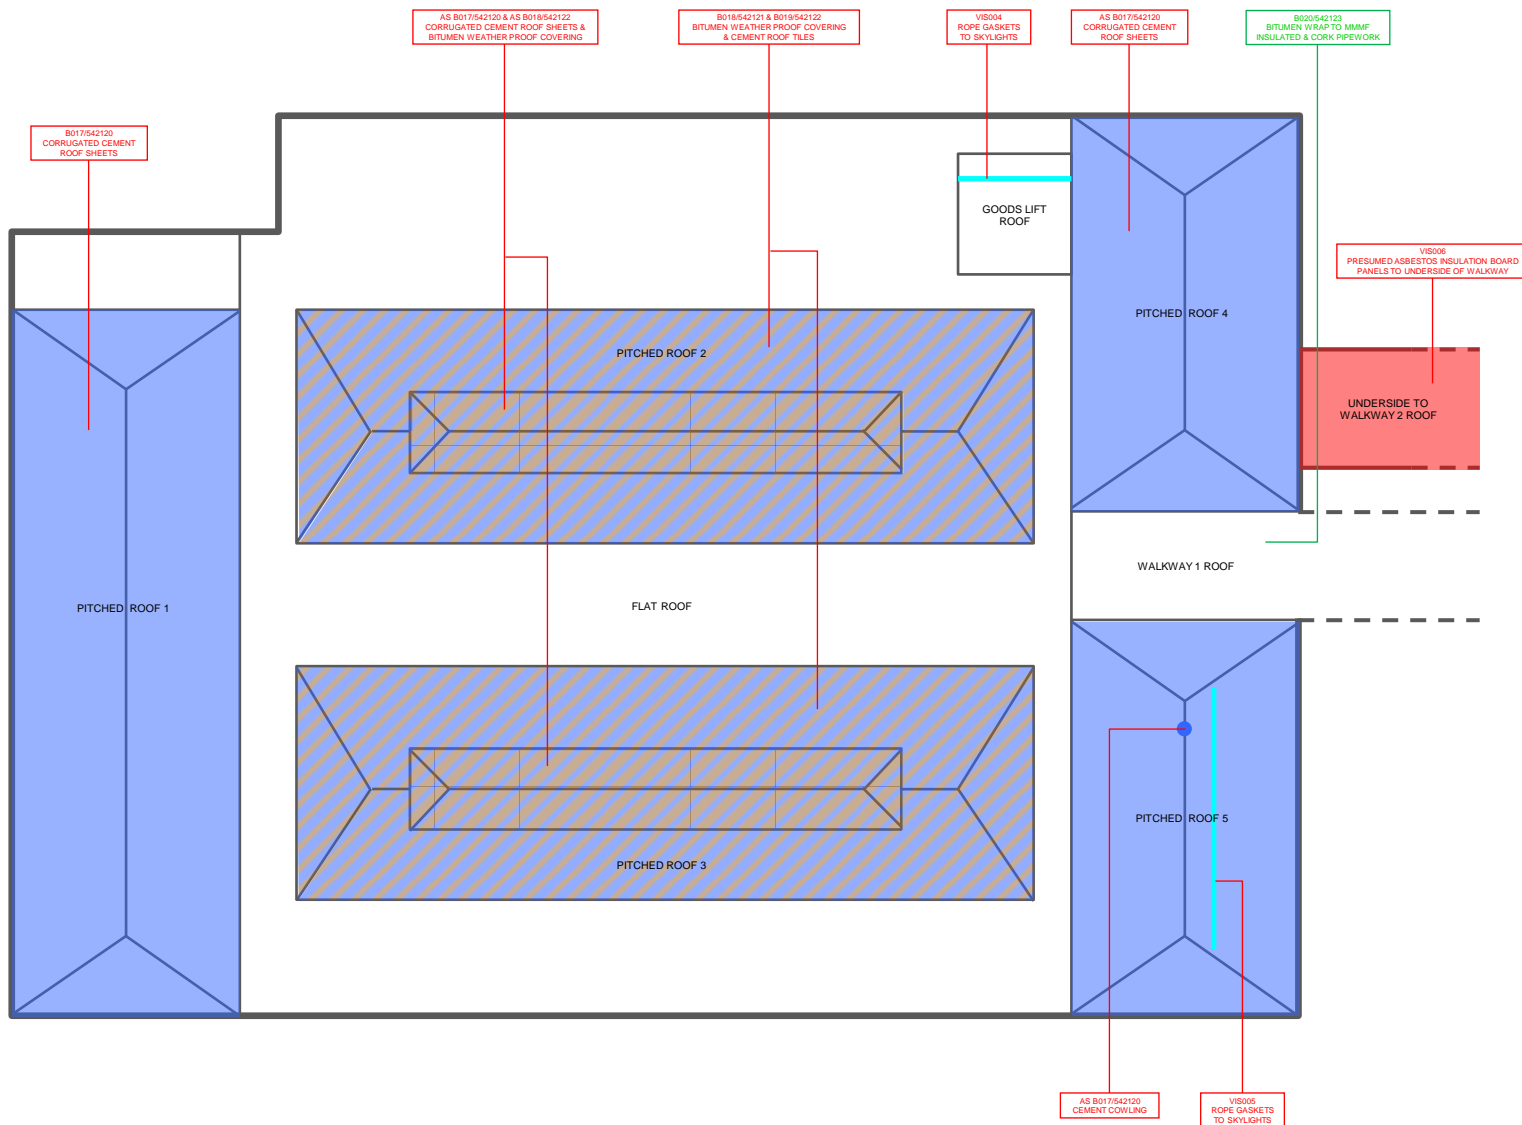 AS B017/542120 & AS B018/542122
CORRUGATED CEMENT ROOF SHEETS &
BITUMEN WEATHER PROOF COVERING
B018/542121 & B019/542122
BITUMEN WEATHER PROOF COVERING
& CEMENT ROOF TILES
VIS004
ROPE GASKETS
TO SKYLIGHTS
AS B017/542120
CORRUGATED CEMENT
ROOF SHEETS
B020/542123
BITUMEN WRAP TO MMMF
INSULATED & CORK PIPEWORK
B017/542120
CORRUGATED CEMENT
ROOF SHEETS
GOODS LIFT
ROOF
VIS006
PRESUMED ASBESTOS INSULATION BOARD
PANELS TO UNDERSIDE OF WALKWAY
PITCHED ROOF 4
PITCHED ROOF 2
UNDERSIDE TO
WALKWAY 2 ROOF
WALKWAY 1 ROOF
PITCHED ROOF 1
FLAT ROOF
PITCHED ROOF 5
PITCHED ROOF 3
AS B017/542120
CEMENT COWLING
VIS005
ROPE GASKETS
TO SKYLIGHTS